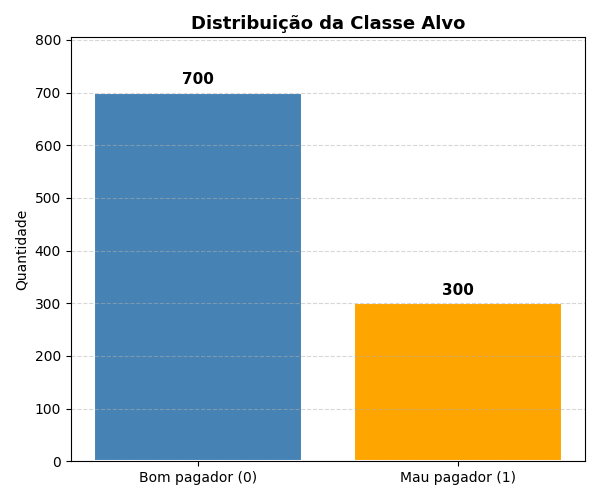 Distribuição da Classe Alvo
Quantidade
800
700
600
500
400
300
200
100
0
700
300
Bom pagador (0)
Mau pagador (1)